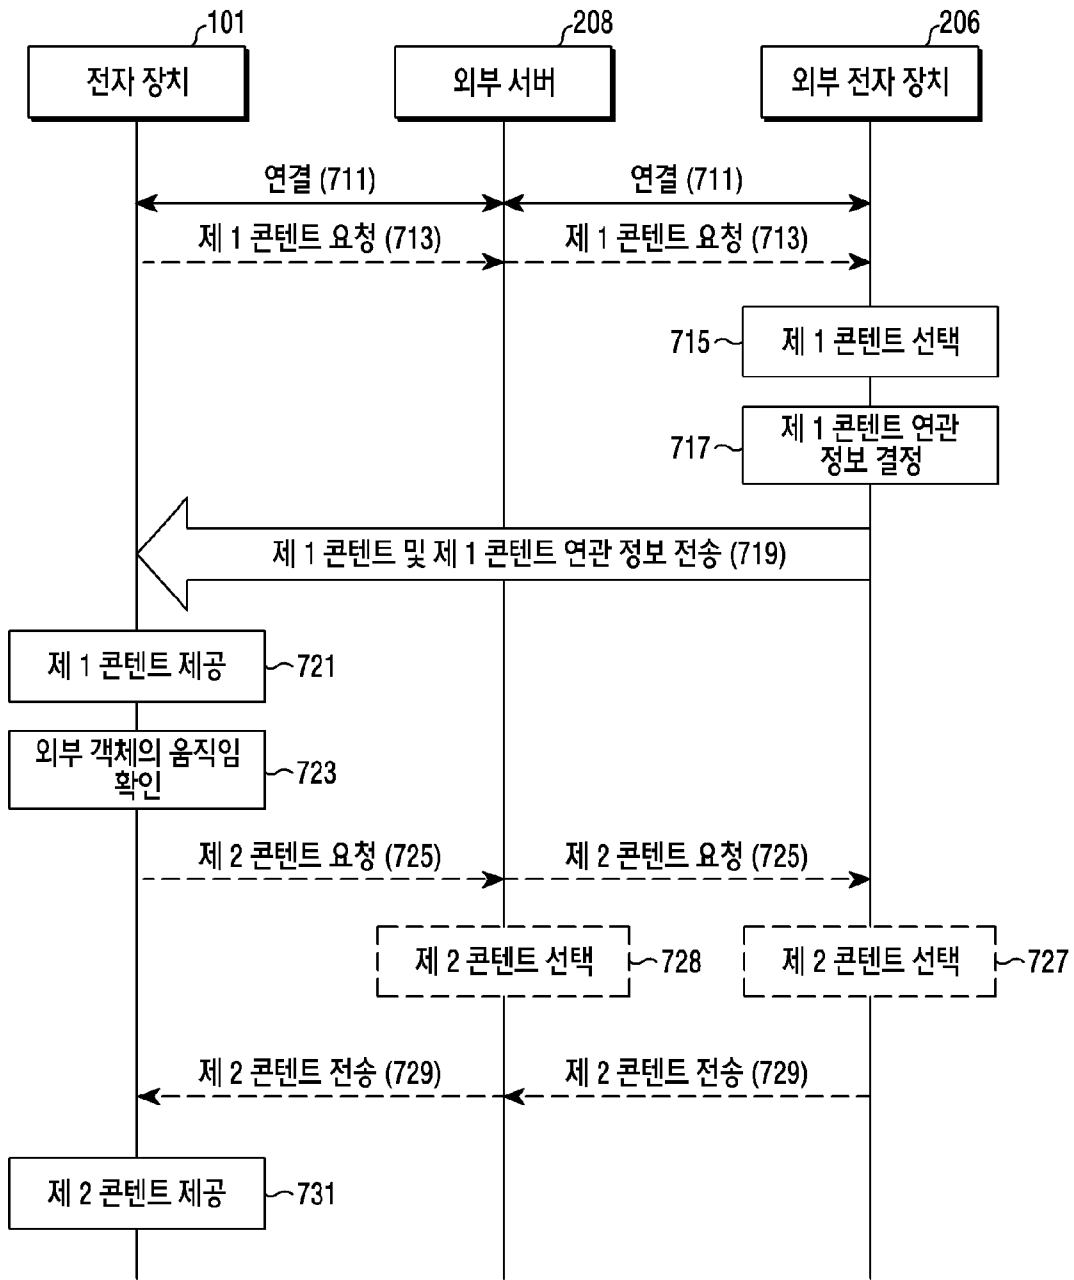 101
208
206
전자 장치
외부 서버
외부 전자 장치
연결 (711)
연결 (711)
제 1 콘텐트 요청 (713)
제 1 콘텐트 요청 (713)
715
제 1 콘텐트 선택
717
제 1 콘텐트 연관
정보 결정
제 1 콘텐트 및 제 1 콘텐트 연관 정보 전송 (719)
제 1 콘텐트 제공
721
외부 객체의 움직임
확인
723
제 2 콘텐트 요청 (725)
제 2 콘텐트 요청 (725)
제 2 콘텐트 선택
728
제 2 콘텐트 선택
727
제 2 콘텐트 전송 (729)
제 2 콘텐트 전송 (729)
제 2 콘텐트 제공
731